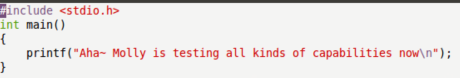 #include <stdio.h>
int main()
{
    printf("Aha~ Molly is testing all kinds of capabilities now\n");
}